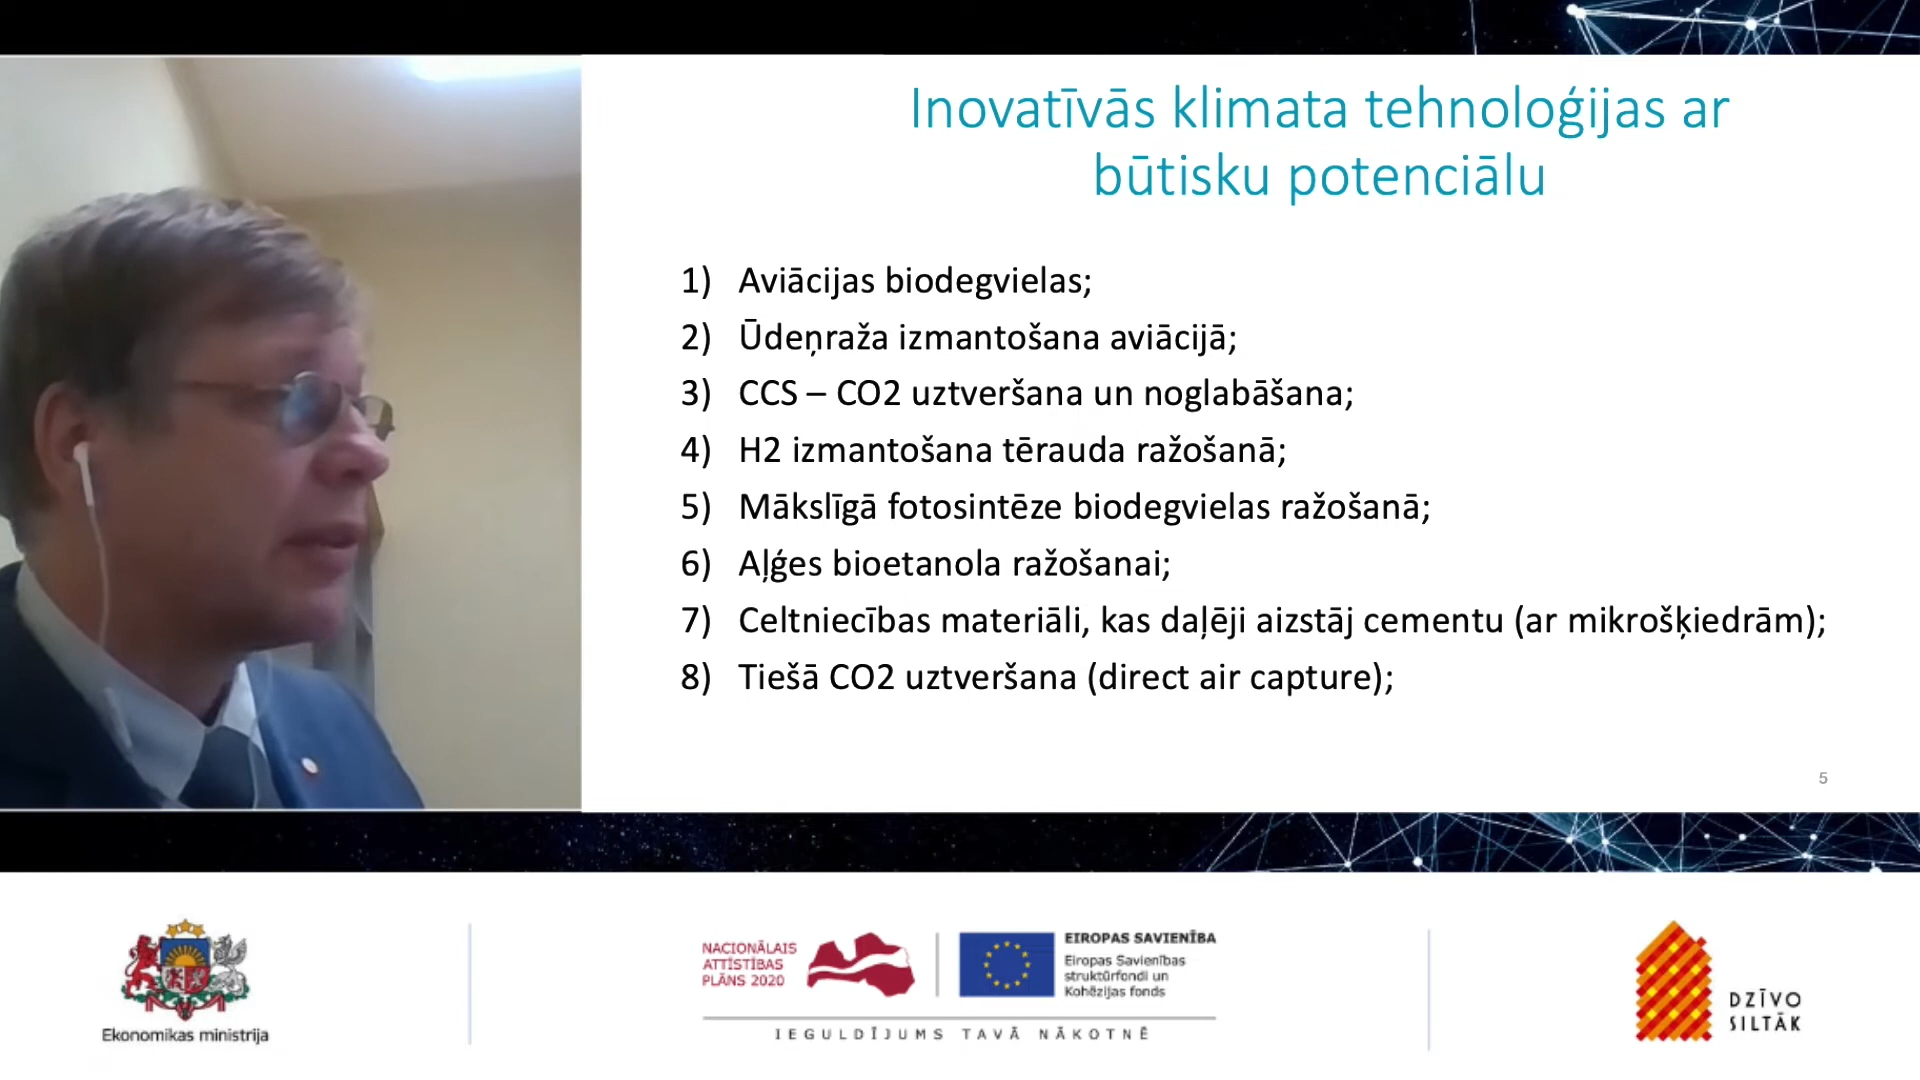 Inovatīvās klimata tehnoloģijas ar
būtisku potenciālu
1) Aviācijas biodegvielas;
2) Ūdeņraža izmantošana aviācijā;
3) CCS – CO2 uztveršana un noglabāšana;
4) H2 izmantošana tērauda ražošanā;
5) Mākslīgā fotosintēze biodegvielas ražošanā;
6) Aļģes bioetanola ražošanai;
7) Celtniecības materiāli, kas daļēji aizstāj cementu (ar mikrošķiedrām);
8) Tiešā CO2 uztveršana (direct air capture);
5
Ekonomikas ministrija
NACIONĀLAIS
ATTĪSTĪBAS
PLĀNS 2020
EIROPAS SAVIENĪBA
Eiropas Savienības
struktūrfondi un
Kohēzijas fonds
IEGULDĪJUMS TAVĀ NĀKOTNĒ
DZĪVO
SILTĀK